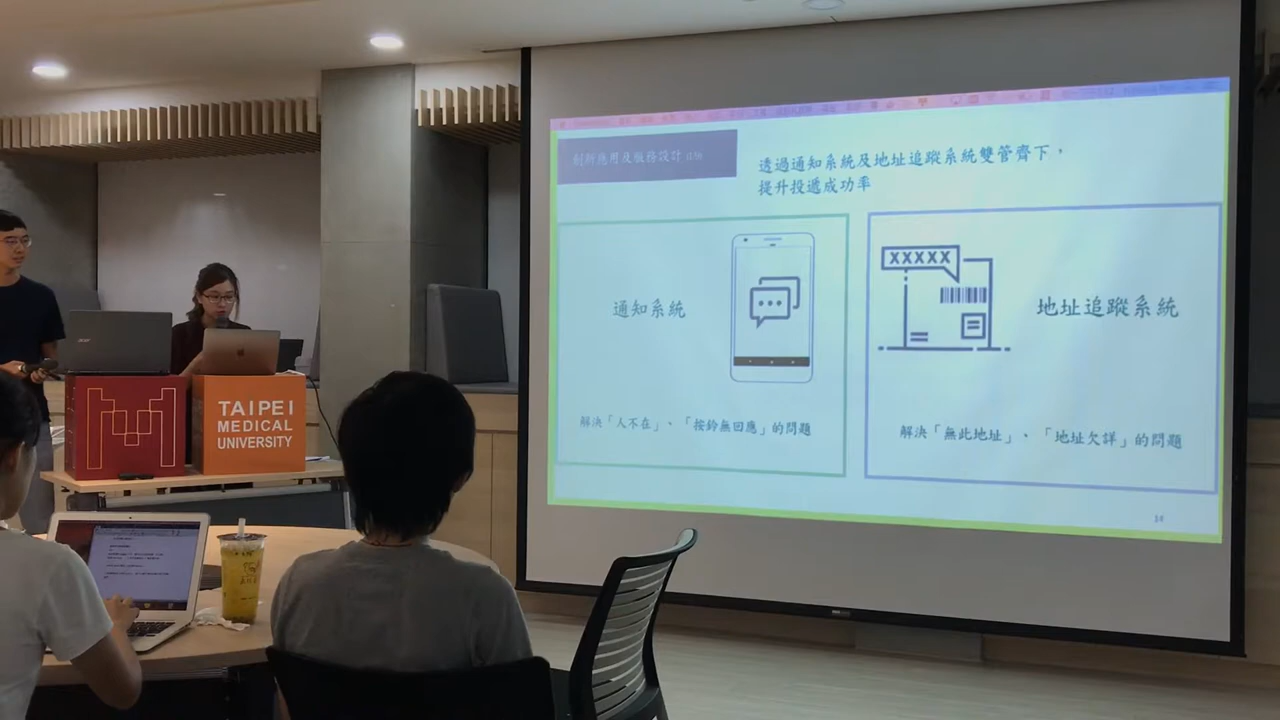 創新應用及服務設計
透過通知系統及地址追蹤系統雙管齊下，
提升投遞成功率
通知系統
解決「人不在」、「按鈴無回應」的問題
XXXXX
地址追蹤系統
解決「無此地址」、「地址欠詳」的問題
acer
TAIPEI
MEDICAL
UNIVERSITY